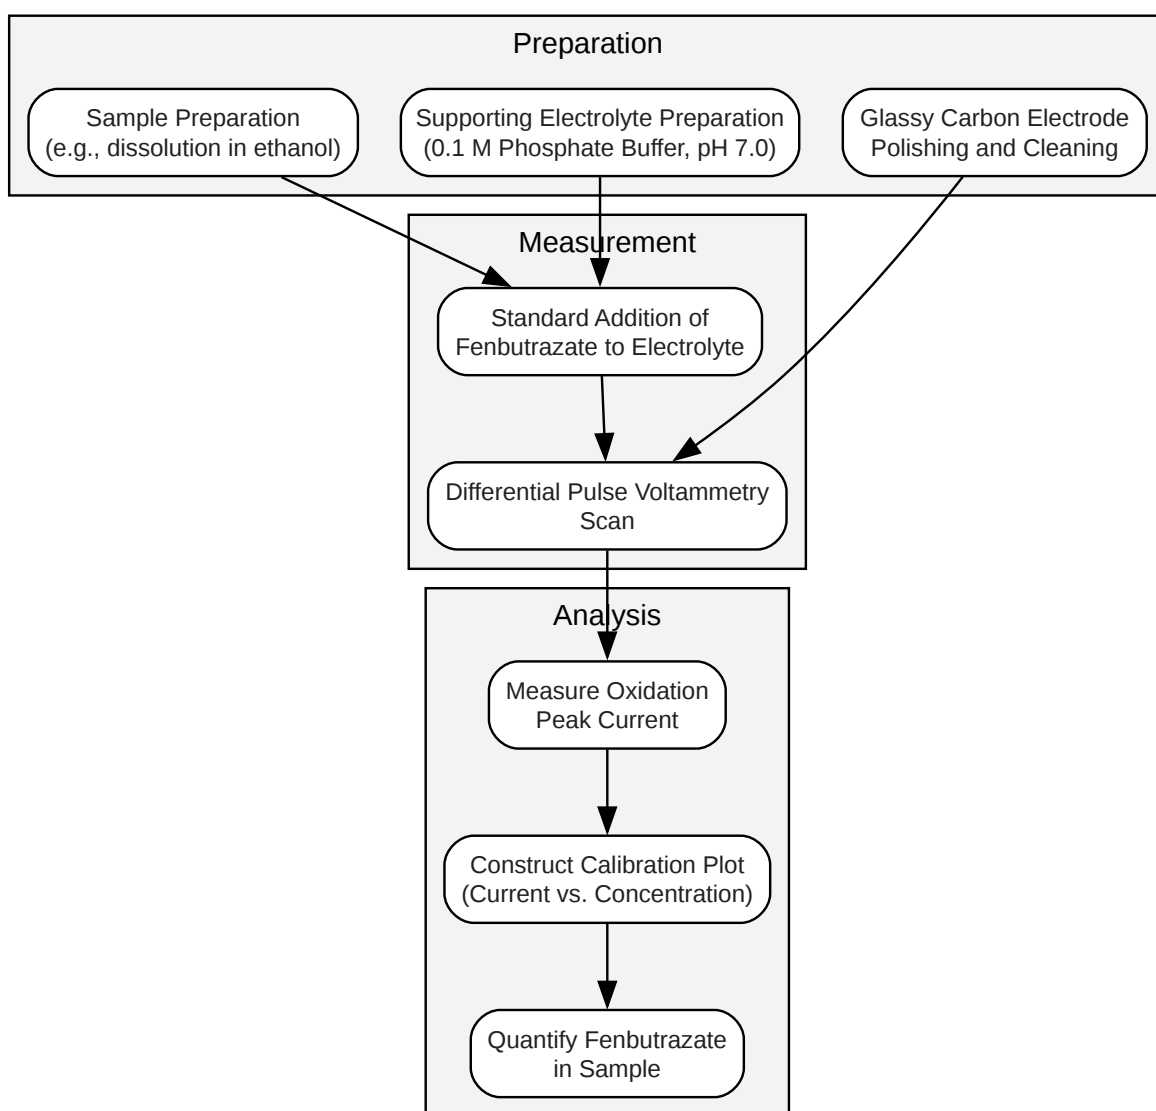 Preparation
Sample Preparation
(e.g., dissolution in ethanol)
Supporting Electrolyte Preparation
(0.1 M Phosphate Buffer, pH 7.0)
Glassy Carbon Electrode
Polishing and Cleaning
Measurement
Standard Addition of
Fenbutrazate to Electrolyte
Differential Pulse Voltammetry
Scan
Analysis
Measure Oxidation
Peak Current
Construct Calibration Plot
(Current vs. Concentration)
Quantify Fenbutrazate
in Sample